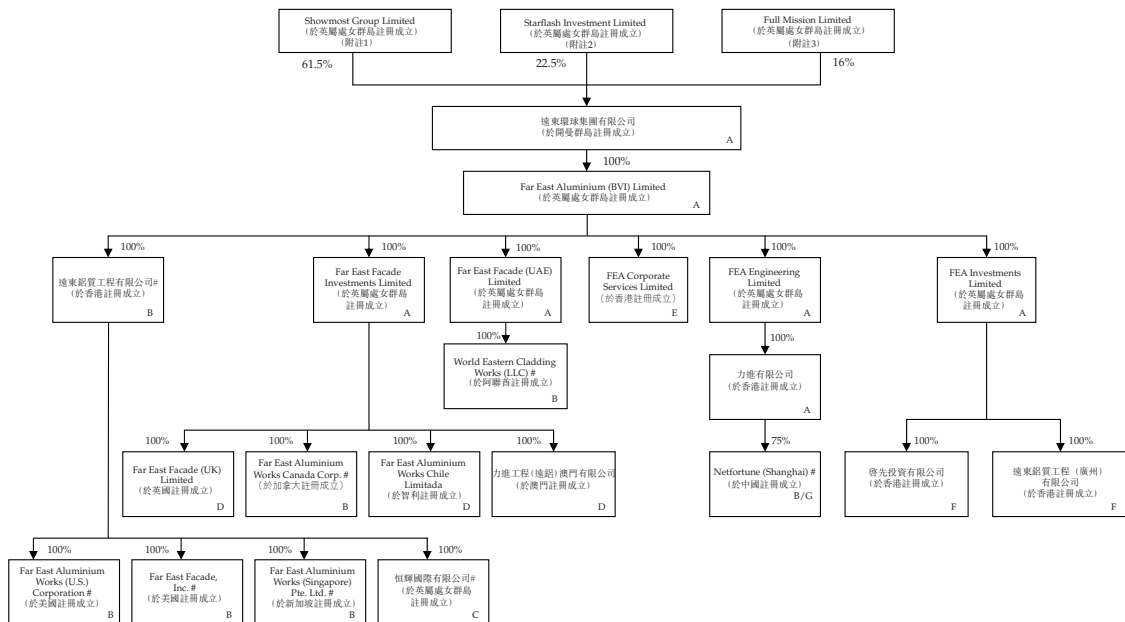 Showmost Group Limited
(於英屬處女群島註冊成立)
(附註1)
Starflash Investment Limited
(於英屬處女群島註冊成立)
(附註2)
Full Mission Limited
(於英屬處女群島註冊成立)
(附註3)
61.5%
22.5%
16%
遠東環球集團有限公司
(於開曼群島註冊成立)
A
100%
Far East Aluminium (BVI) Limited
(於英屬處女群島註冊成立)
A
100%
100%
100%
100%
100%
100%
遠東鋁質工程有限公司#
(於香港註冊成立)
B
Far East Facade
Investments Limited
(於英屬處女群島
註冊成立)
A
Far East Facade (UAE)
Limited
(於英屬處女群島
註冊成立)
A
FEA Corporate
Services Limited
(於香港註冊成立)
E
FEA Engineering
Limited
(於英屬處女群島
註冊成立)
A
FEA Investments
Limited
(於英屬處女群島
註冊成立)
A
100%
World Eastern Cladding
Works (LLC) #
(於阿聯酋註冊成立)
B
100%
力進有限公司
(於香港註冊成立)
A
100%
100%
100%
100%
75%
100%
100%
Far East Facade (UK)
Limited
(於英國註冊成立)
D
Far East Aluminium
Works Canada Corp. #
(於加拿大註冊成立)
B
Far East Aluminium
Works Chile
Limitada
(於智利註冊成立)
D
力進工程(遠鋁)澳門有限公司
(於澳門註冊成立)
D
Netfortune (Shanghai) #
(於中國註冊成立)
B/G
啓先投資有限公司
(於香港註冊成立)
F
遠東鋁質工程（廣州）
有限公司
(於香港註冊成立)
F
100%
100%
100%
100%
Far East Aluminium
Works (U.S.)
Corporation #
(於美國註冊成立)
B
Far East Facade,
Inc. #
(於美國註冊成立)
B
Far East Aluminium
Works (Singapore)
Pte. Ltd. #
(於新加坡註冊成立)
B
恒輝國際有限公司#
(於英屬處女群島
註冊成立)
C